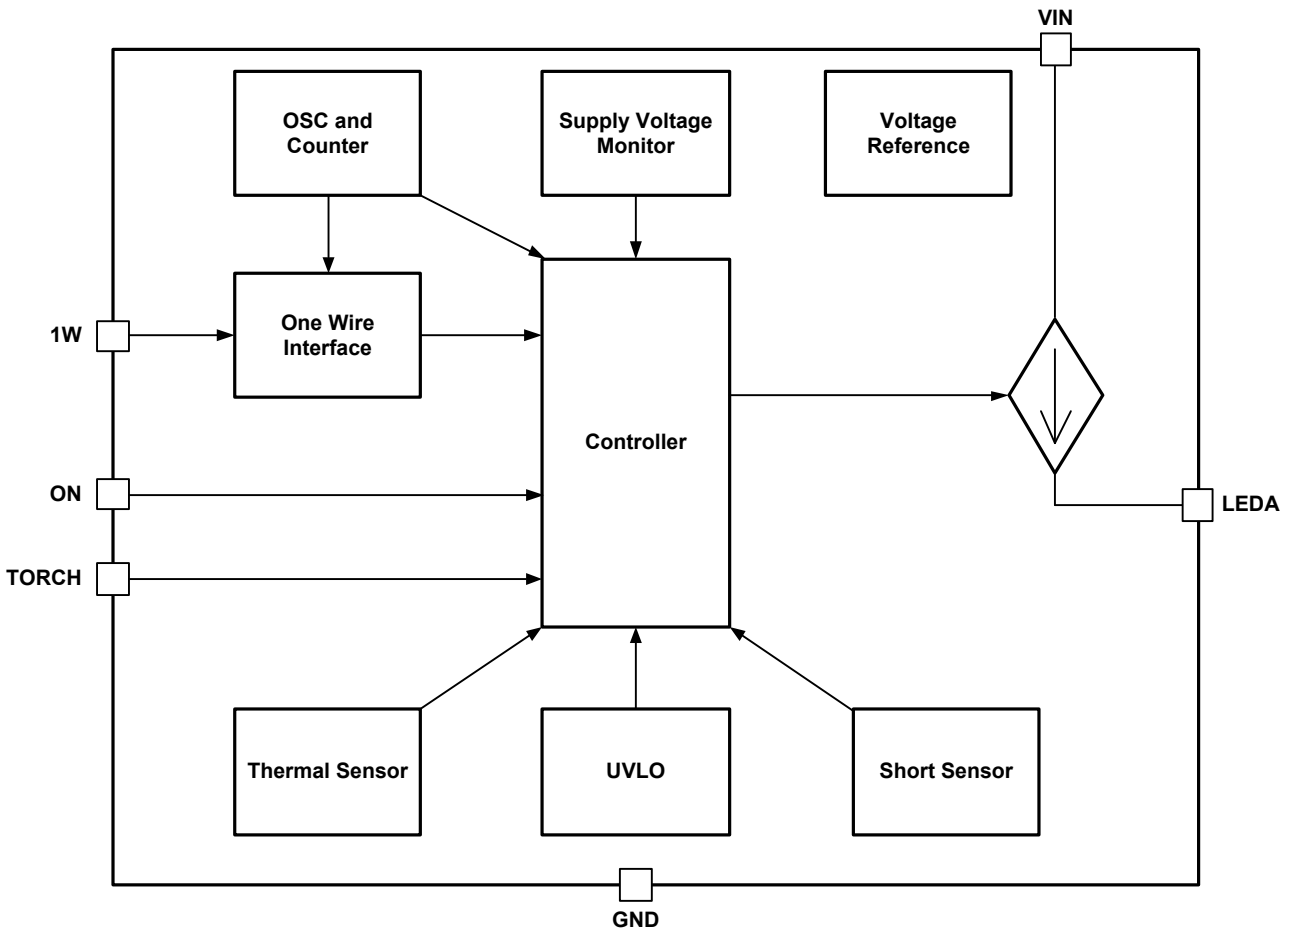 VIN
OSC and
Counter
Supply Voltage
Monitor
Voltage
Reference
1W
One Wire
Interface
Controller
ON
LEDA
TORCH
Thermal Sensor
UVLO
Short Sensor
GND